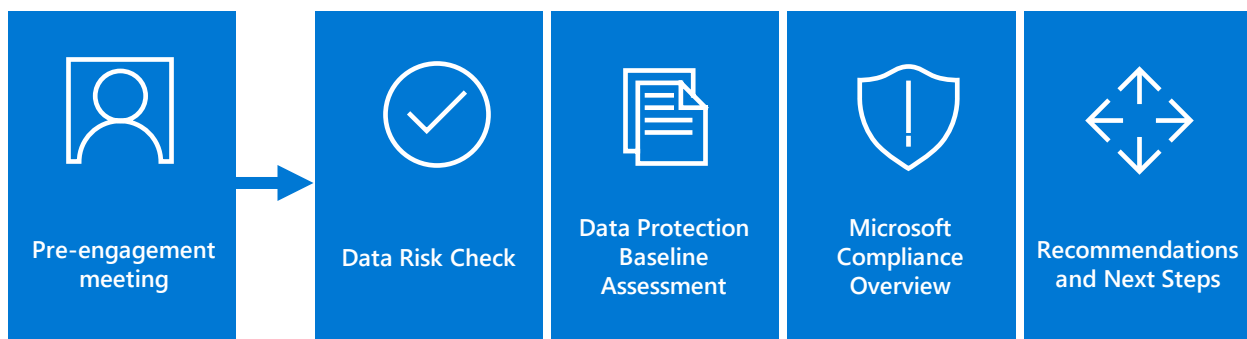 Pre-engagement
meeting
Data Risk Check
Data Protection
Baseline
Assessment
Microsoft
Compliance
Overview
Recommendations
and Next Steps